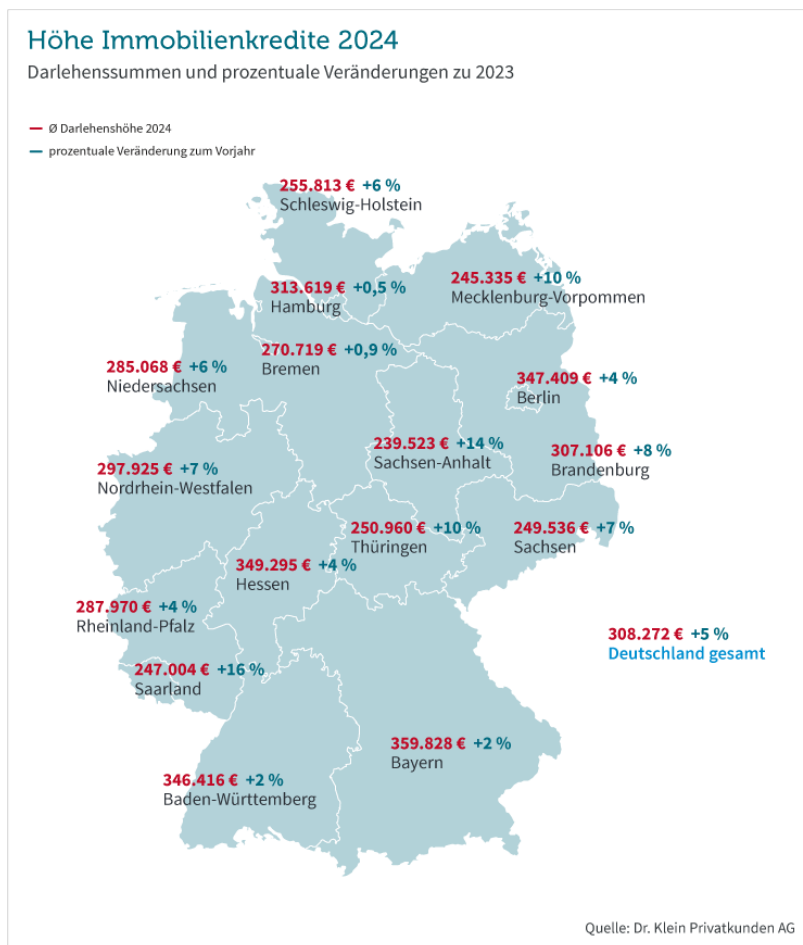 Höhe Immobilienkredite 2024
Darlehenssummen und prozentuale Veränderungen zu 2023
Ø Darlehenshöhe 2024
prozentuale Veränderung zum Vorjahr
255.813 € +6 %
Schleswig-Holstein
245.335 € +10 %
Mecklenburg-Vorpommen
313.619 € +0,5 %
Hamburg
270.719 € +0,9 %
Bremen
285.068 € +6 %
Niedersachsen
347.409 € +4 %
Berlin
239.523 € +14 %
Sachsen-Anhalt
307.106 € +8 %
Brandenburg
297.925 € +7 %
Nordrhein-Westfalen
250.960 € +10 %
Thüringen
249.536 € +7 %
Sachsen
349.295 € +4 %
Hessen
287.970 € +4 %
Rheinland-Pfalz
308.272 € +5 %
Deutschland gesamt
247.004 € +16 %
Saarland
359.828 € +2 %
Bayern
346.416 € +2 %
Baden-Württemberg
Quelle: Dr. Klein Privatkunden AG